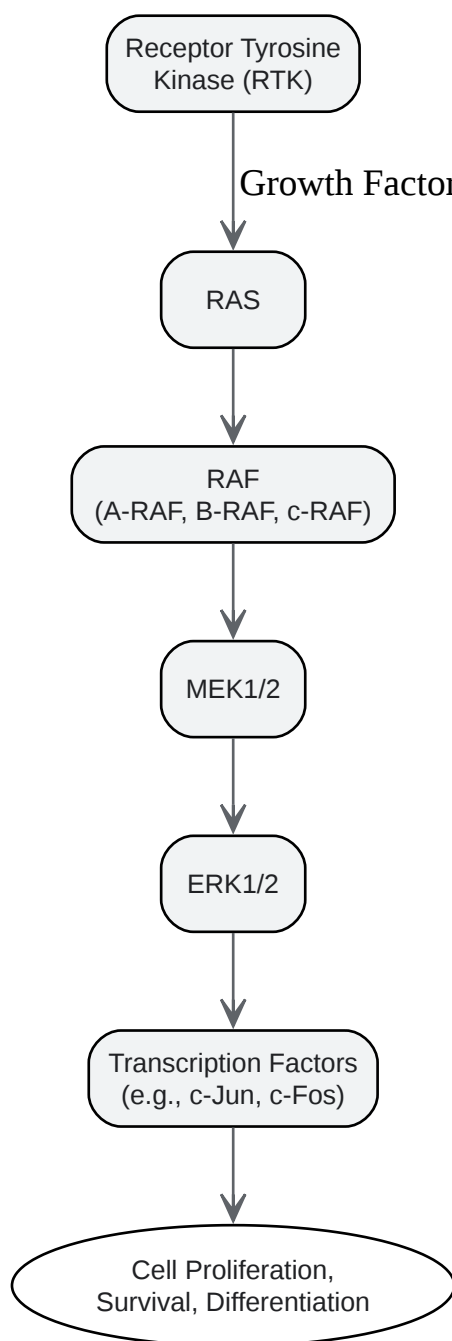 Receptor Tyrosine
Kinase (RTK)
Growth Factor
RAS
RAF
(A-RAF, B-RAF, c-RAF)
MEK1/2
ERK1/2
Transcription Factors
(e.g., c-Jun, c-Fos)
Cell Proliferation,
Survival, Differentiation